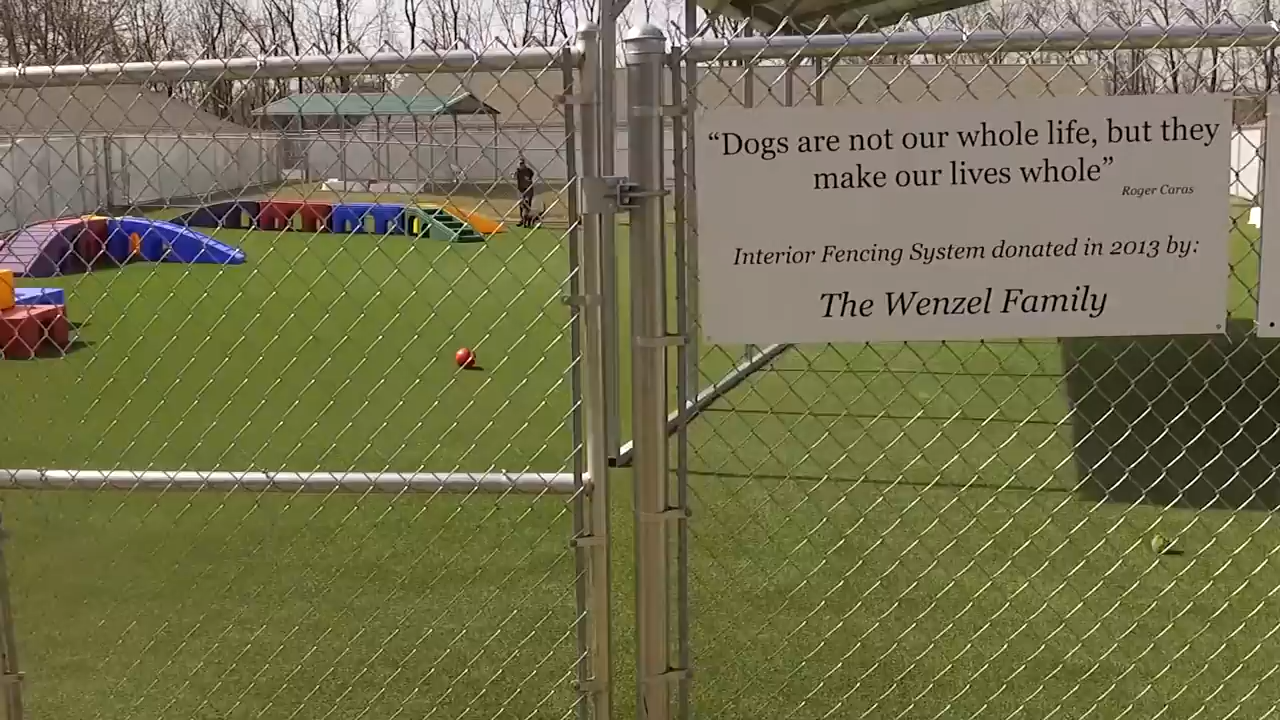 “Dogs are not our whole life, but they
make our lives whole”
Roger Caras
Interior Fencing System donated in 2013 by:
The Wenzel Family